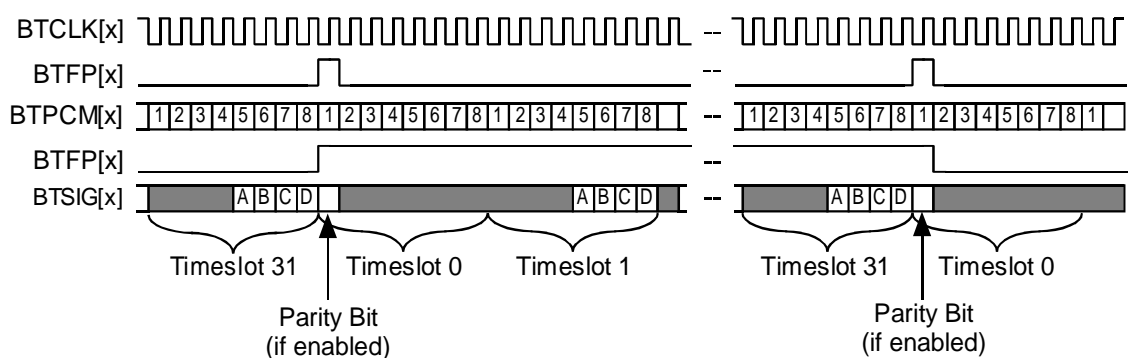 BTCLK[x] --
BTFP[x] --
BTPCM[x] 1 2 3 4 5 6 7 8 1 2 3 4 5 6 7 8 1 2 3 4 5 6 7 8 -- 1 2 3 4 5 6 7 8 1 2 3 4 5 6 7 8 1
BTFP[x] --
BTSIG[x] A B C D A B C D -- A B C D
Timeslot 31 Timeslot 0 Timeslot 1 Timeslot 31 Timeslot 0
Parity Bit Parity Bit
(if enabled) (if enabled)